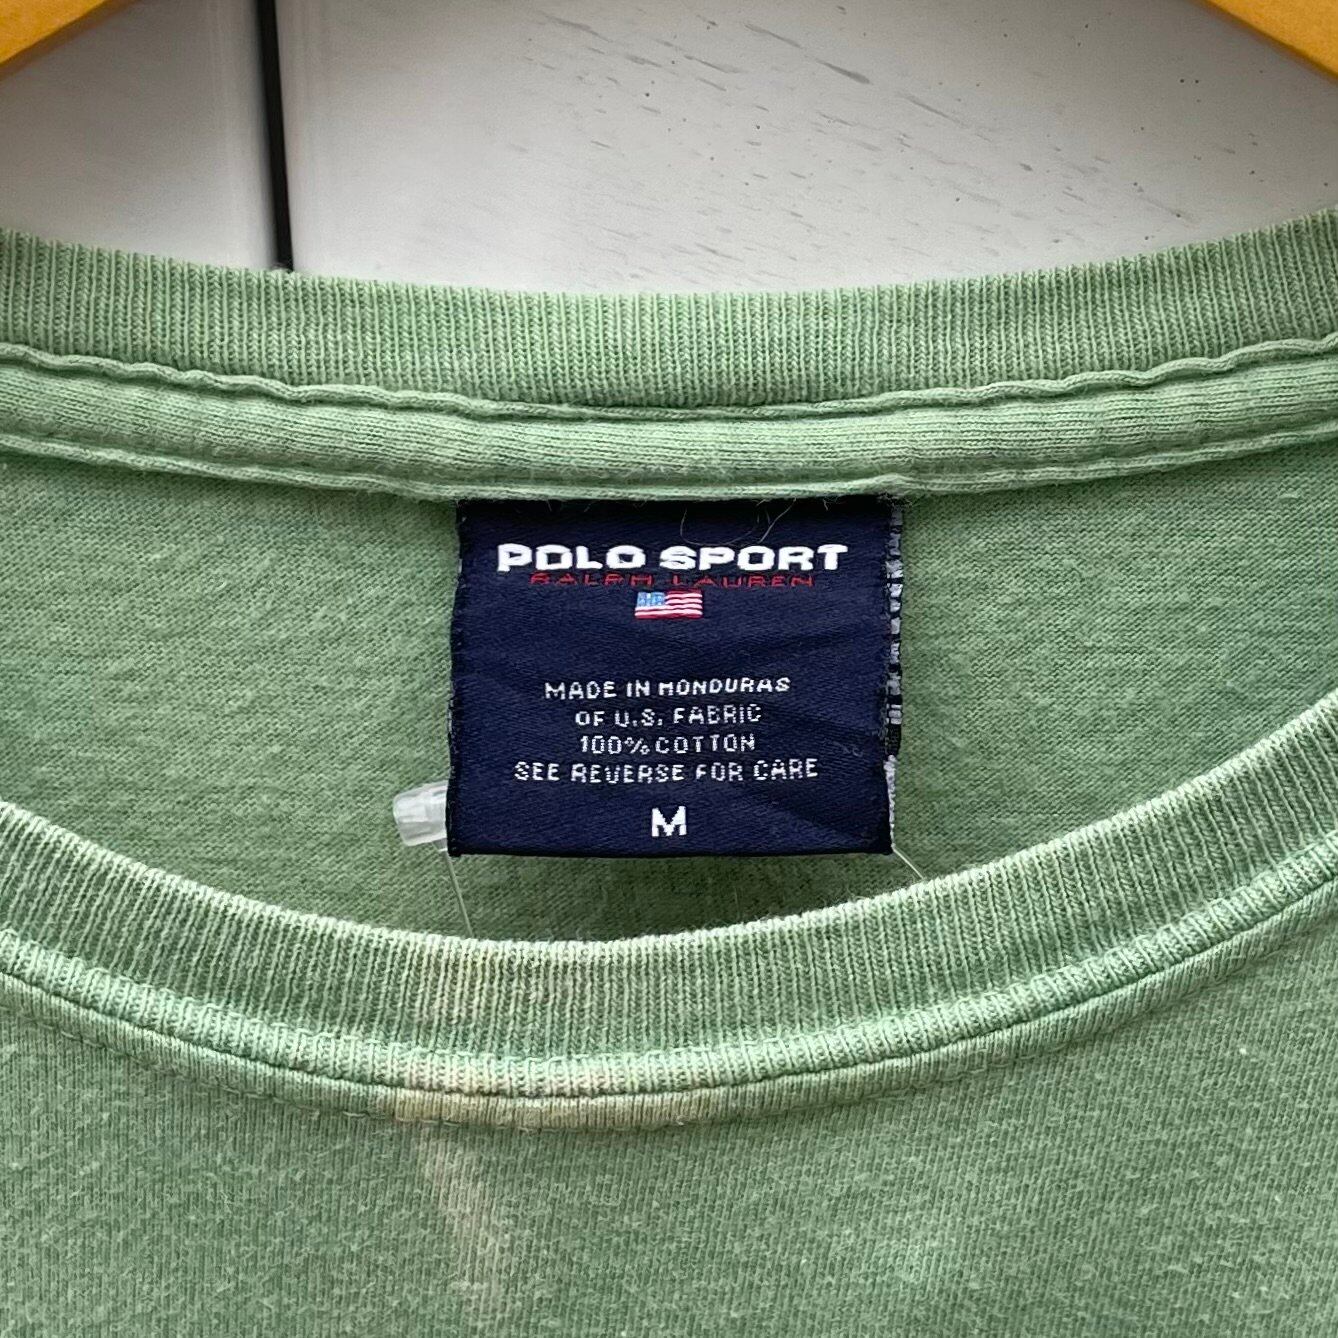 POLO SPORT
RALPH LAUREN
MADE IN HONDURAS
OF U.S. FABRIC
100% COTTON
SEE REVERSE FOR CARE
M